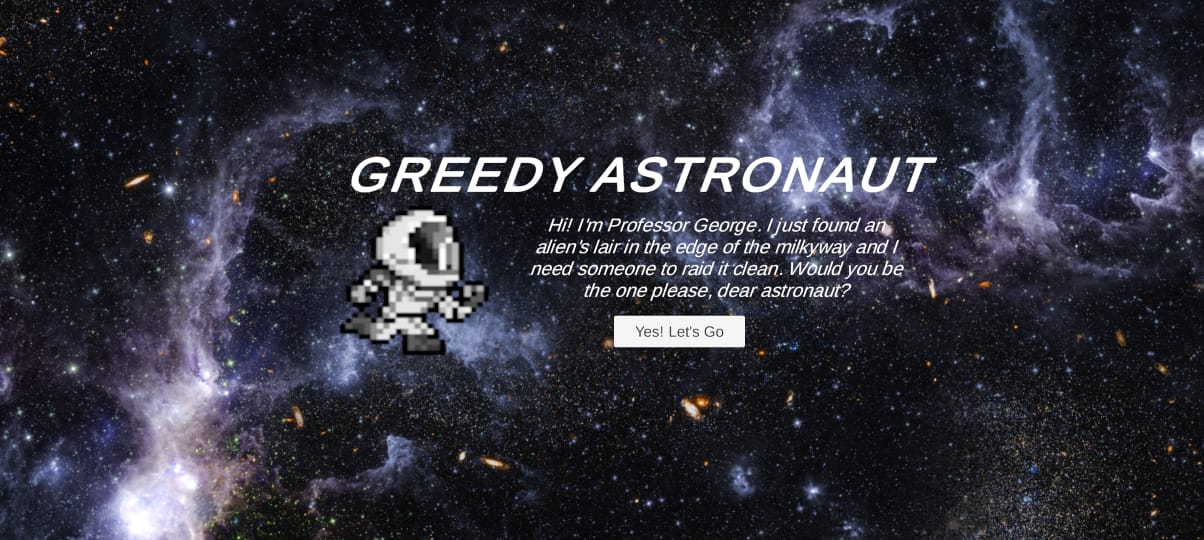 GREEDY ASTRONAUT
Hi! I'm Professor George. I just found an
alien's lair in the edge of the milkyway and I
need someone to raid it clean. Would you be
the one please, dear astronaut?
Yes! Let's Go